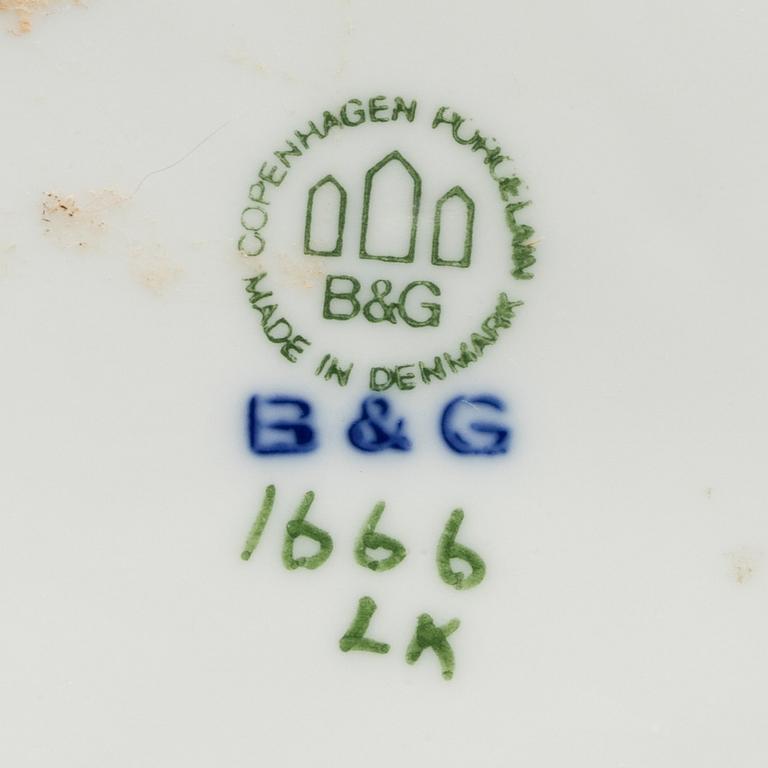 COPENHAGEN PORCELAIN
B&G
MADE IN DENMARK
B & G
1666
LK